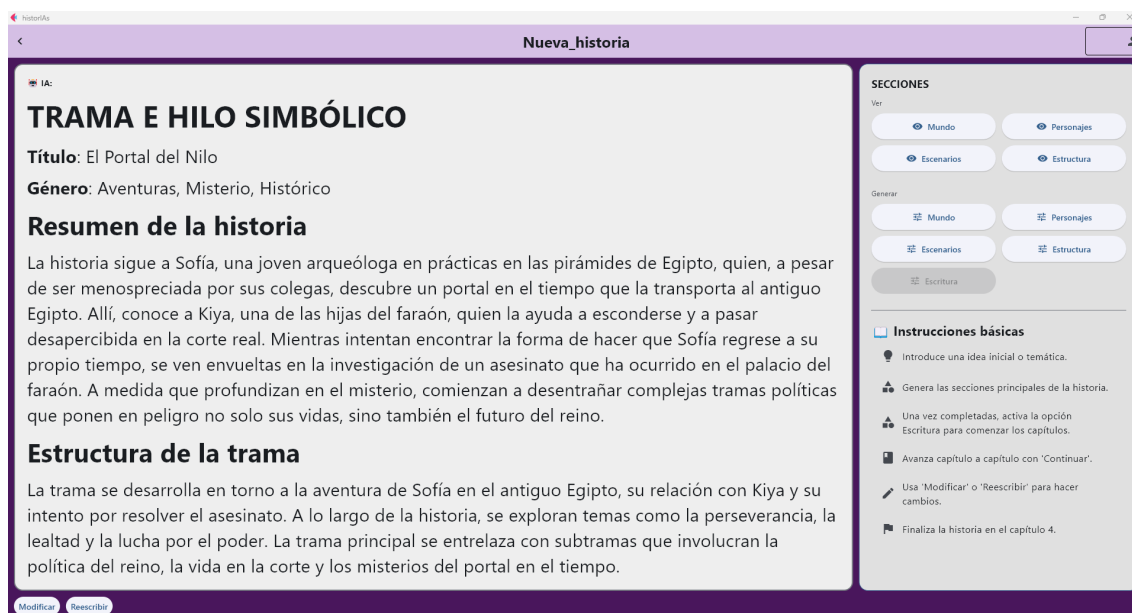 historIAs
Nueva_historia
IA:
TRAMA E HILO SIMBÓLICO
Título: El Portal del Nilo
Género: Aventuras, Misterio, Histórico
Resumen de la historia
La historia sigue a Sofía, una joven arqueóloga en prácticas en las pirámides de Egipto, quien, a pesar
de ser menospreciada por sus colegas, descubre un portal en el tiempo que la transporta al antiguo
Egipto. Allí, conoce a Kiya, una de las hijas del faraón, quien la ayuda a esconderse y a pasar
desapercibida en la corte real. Mientras intentan encontrar la forma de hacer que Sofía regrese a su
propio tiempo, se ven envueltas en la investigación de un asesinato que ha ocurrido en el palacio del
faraón. A medida que profundizan en el misterio, comienzan a desentrañar complejas tramas políticas
que ponen en peligro no solo sus vidas, sino también el futuro del reino.
Estructura de la trama
La trama se desarrolla en torno a la aventura de Sofía en el antiguo Egipto, su relación con Kiya y su
intento por resolver el asesinato. A lo largo de la historia, se exploran temas como la perseverancia, la
lealtad y la lucha por el poder. La trama principal se entrelaza con subtramas que involucran la
política del reino, la vida en la corte y los misterios del portal en el tiempo.
Modificar
Reescribir
SECCIONES
Ver
Mundo
Personajes
Escenarios
Estructura
Generar
Mundo
Personajes
Escenarios
Estructura
Escritura
Instrucciones básicas
Introduce una idea inicial o temática.
Genera las secciones principales de la historia.
Una vez completadas, activa la opción
Escritura para comenzar los capítulos.
Avanza capítulo a capítulo con 'Continuar'.
Usa 'Modificar' o 'Reescribir' para hacer
cambios.
Finaliza la historia en el capítulo 4.